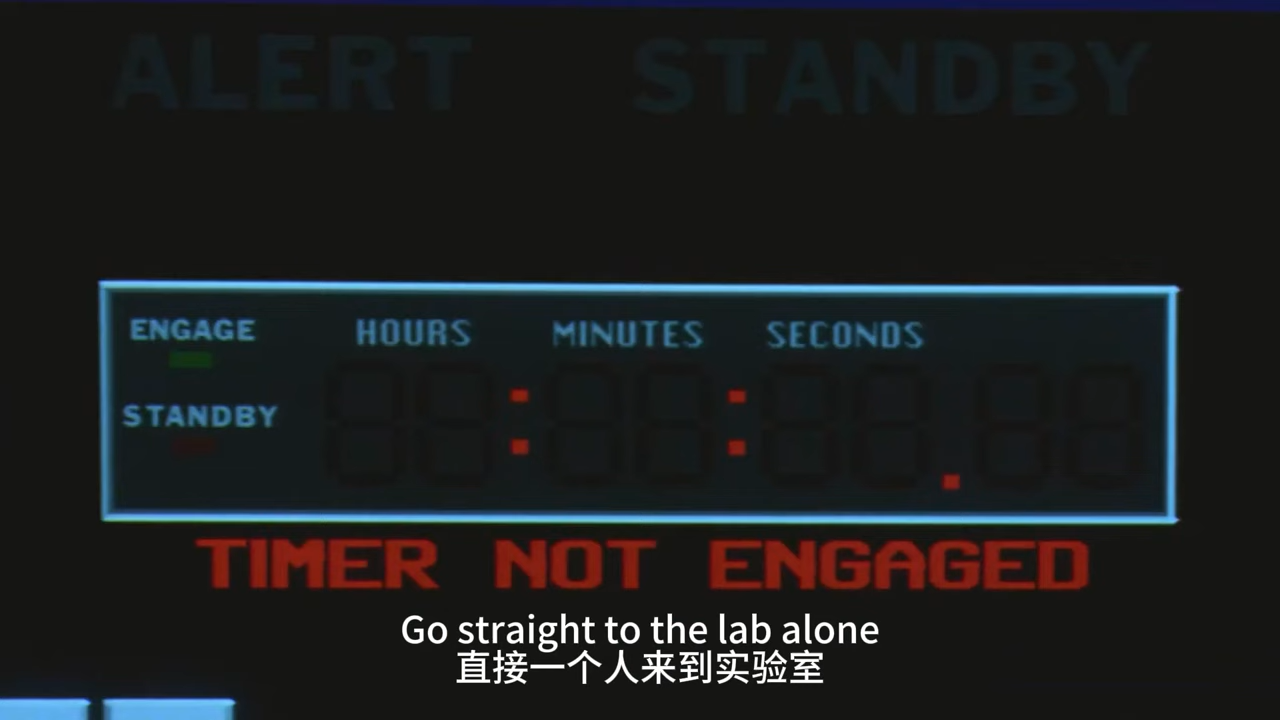 ALERT STANDBY
ENGAGE HOURS MINUTES SECONDS
STANDBY
TIMER NOT ENGAGED
Go straight to the lab alone
直接一个人来到实验室